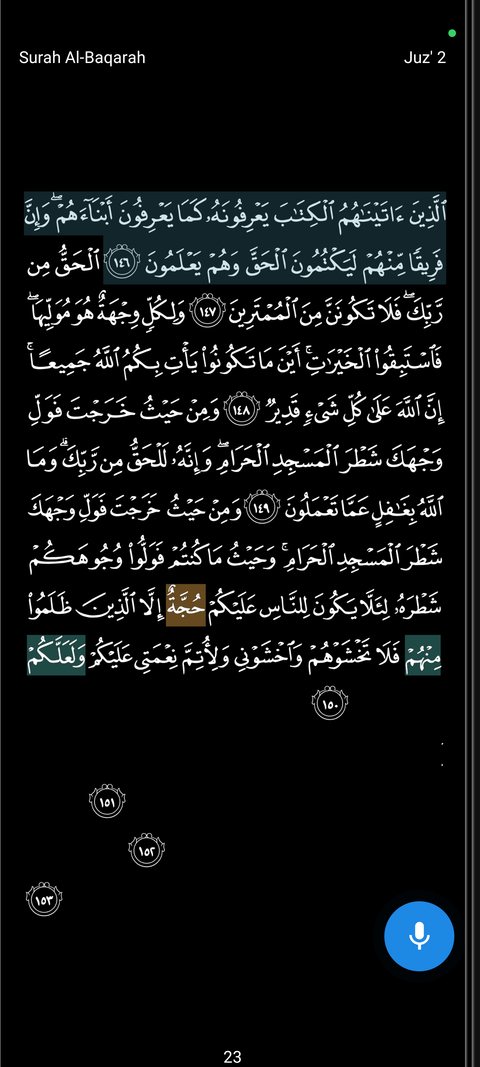 Surah Al-Baqarah
Juz' 2
ٱلَّذِينَ ءَاتَيْنَٰهُمُ ٱلْكِتَٰبَ يَعْرِفُونَهُۥ كَمَا يَعْرِفُونَ أَبْنَآءَهُمْۖ وَإِنَّ
فَرِيقًا مِّنْهُمْ لَيَكْتُمُونَ ٱلْحَقَّ وَهُمْ يَعْلَمُونَ ١٤٦ ٱلْحَقُّ مِن
رَّبِّكَۖ فَلَا تَكُونَنَّ مِنَ ٱلْمُمْتَرِينَ ١٤٧ وَلِكُلٍّ وِجْهَةٌ هُوَ مُوَلِّيهَاۖ
فَٱسْتَبِقُوا۟ ٱلْخَيْرَٰتِۚ أَيْنَ مَا تَكُونُوا۟ يَأْتِ بِكُمُ ٱللَّهُ جَمِيعًاۚ
إِنَّ ٱللَّهَ عَلَىٰ كُلِّ شَىْءٍ قَدِيرٌ ١٤٨ وَمِنْ حَيْثُ خَرَجْتَ فَوَلِّ
وَجْهَكَ شَطْرَ ٱلْمَسْجِدِ ٱلْحَرَامِۖ وَإِنَّهُۥ لَلْحَقُّ مِن رَّبِّكَۗ وَمَا
ٱللَّهُ بِغَٰفِلٍ عَمَّا تَعْمَلُونَ ١٤٩ وَمِنْ حَيْثُ خَرَجْتَ فَوَلِّ وَجْهَكَ
شَطْرَ ٱلْمَسْجِدِ ٱلْحَرَامِۚ وَحَيْثُ مَا كُنتُمْ فَوَلُّوا۟ وُجُوهَكُمْ
شَطْرَهُۥ لِئَلَّا يَكُونَ لِلنَّاسِ عَلَيْكُمْ حُجَّةٌ إِلَّا ٱلَّذِينَ ظَلَمُوا۟
مِنْهُمْ فَلَا تَخْشَوْهُمْ وَٱخْشَوْنِى وَلِأُتِمَّ نِعْمَتِى عَلَيْكُمْ وَلَعَلَّكُمْ
١٥٠
١٥١
١٥٢
١٥٣
23